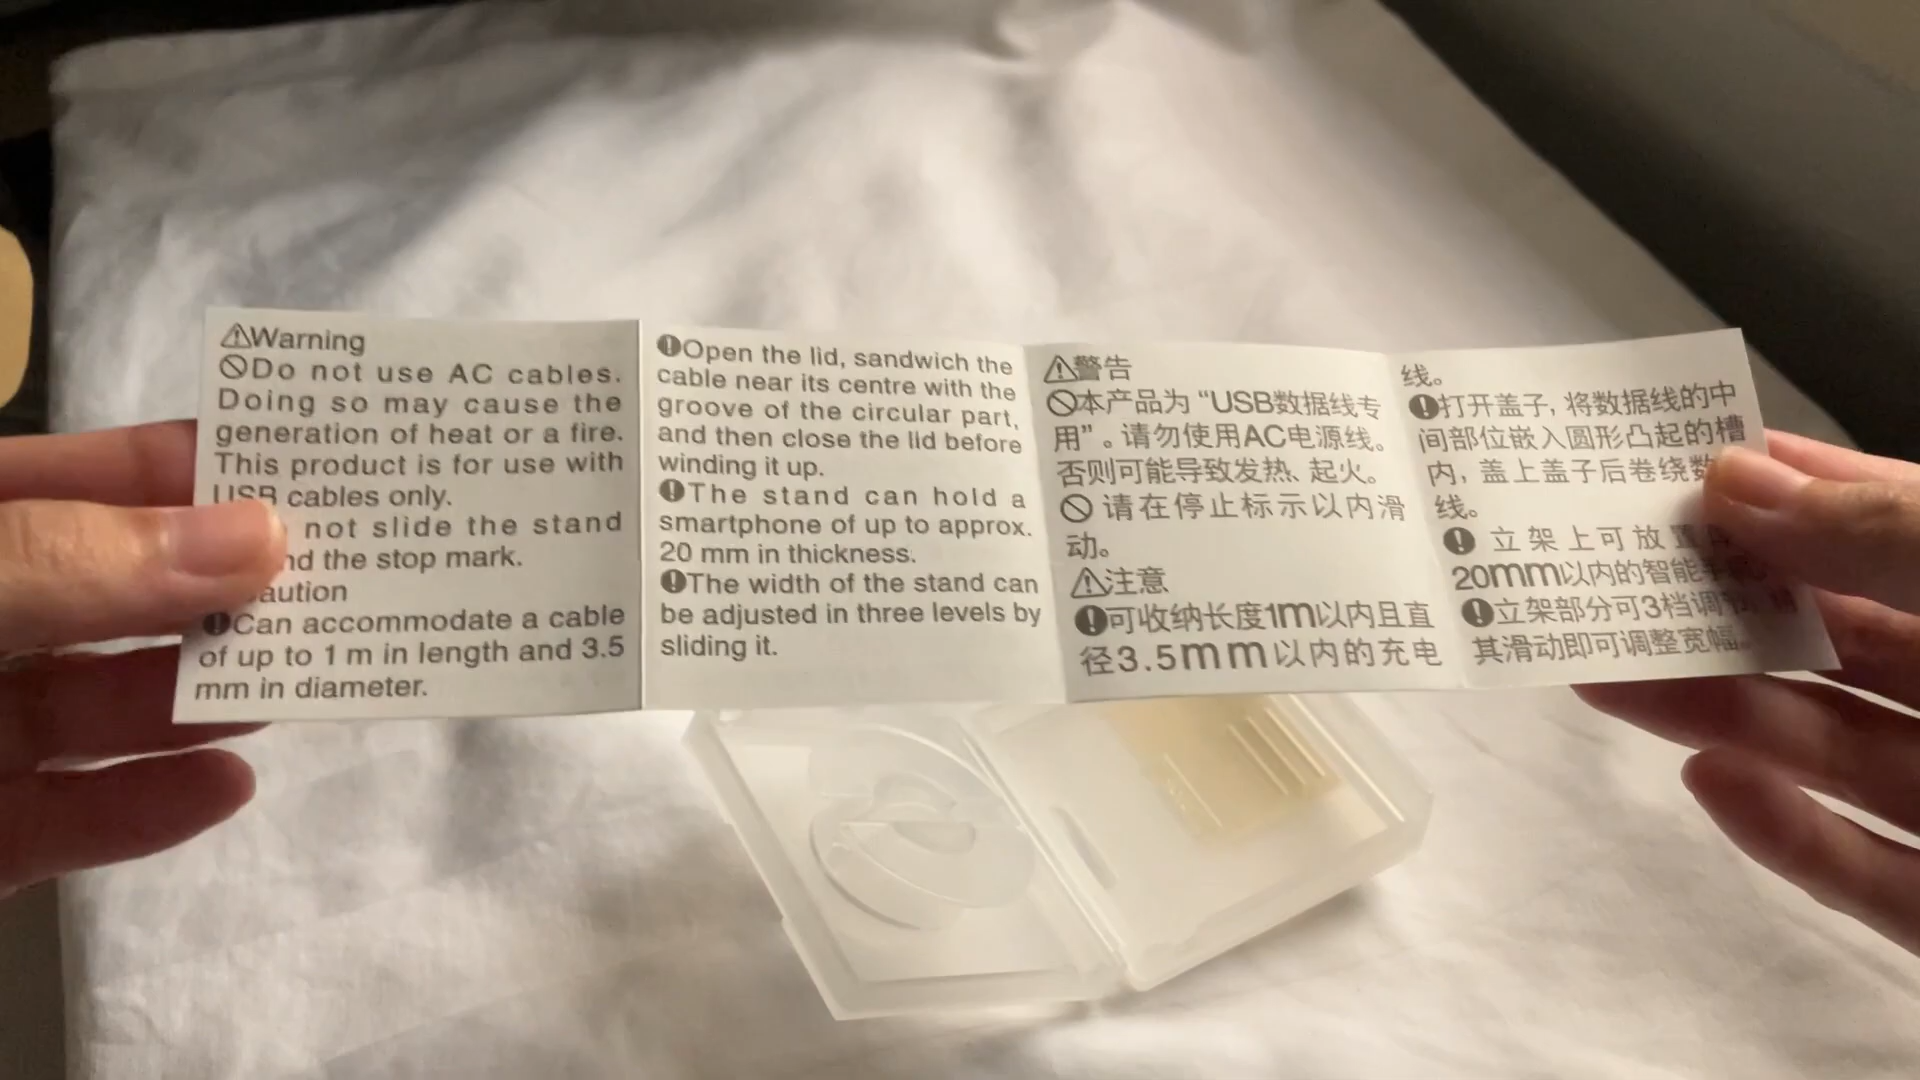 ⚠Warning
🚫Do not use AC cables.
Doing so may cause the
generation of heat or a fire.
This product is for use with
USB cables only.
not slide the stand
the stop mark.
❗Can accommodate a cable
of up to 1 m in length and 3.5
mm in diameter.
❗Open the lid, sandwich the
cable near its centre with the
groove of the circular part,
and then close the lid before
winding it up.
❗The stand can hold a
smartphone of up to approx.
20 mm in thickness.
❗The width of the stand can
be adjusted in three levels by
sliding it.
⚠警告
🚫本产品为“USB数据线专
用”。请勿使用AC电源线。
否则可能导致发热、起火。
🚫请在停止标示以内滑
动。
⚠注意
❗可收纳长度1m以内且直
径3.5mm以内的充电
线。
❗打开盖子,将数据线的中
间部位嵌入圆形凸起的槽
内,盖上盖子后卷绕数
线。
❗立架上可放置
20mm以内的智能
❗立架部分可3档调
其滑动即可调整宽幅。